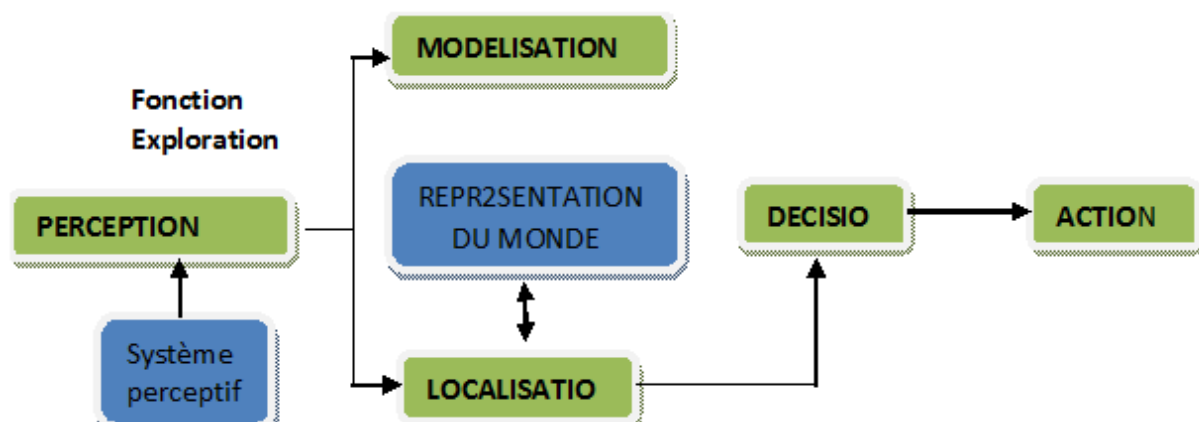 MODELISATION
Fonction
Exploration
REPR2SENTATION
DU MONDE
PERCEPTION
DECISIO
ACTION
Système
perceptif
LOCALISATIO